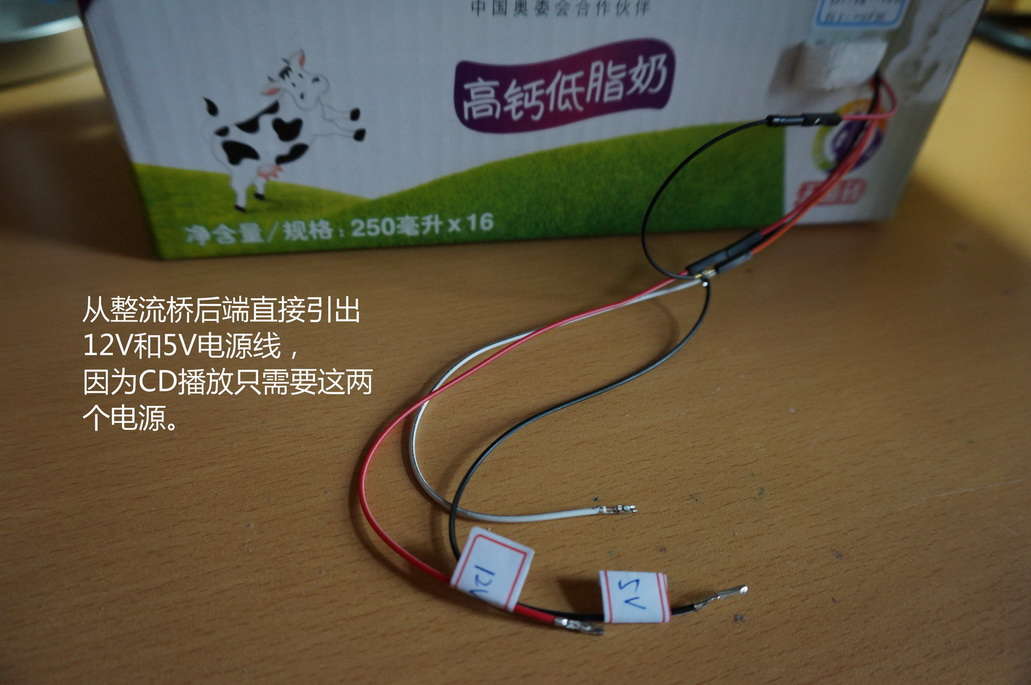 中国奥委会合作伙伴
高钙低脂奶
净含量/规格：250毫升x16
从整流桥后端直接引出
12V和5V电源线，
因为CD播放只需要这两
个电源。
12V
5V